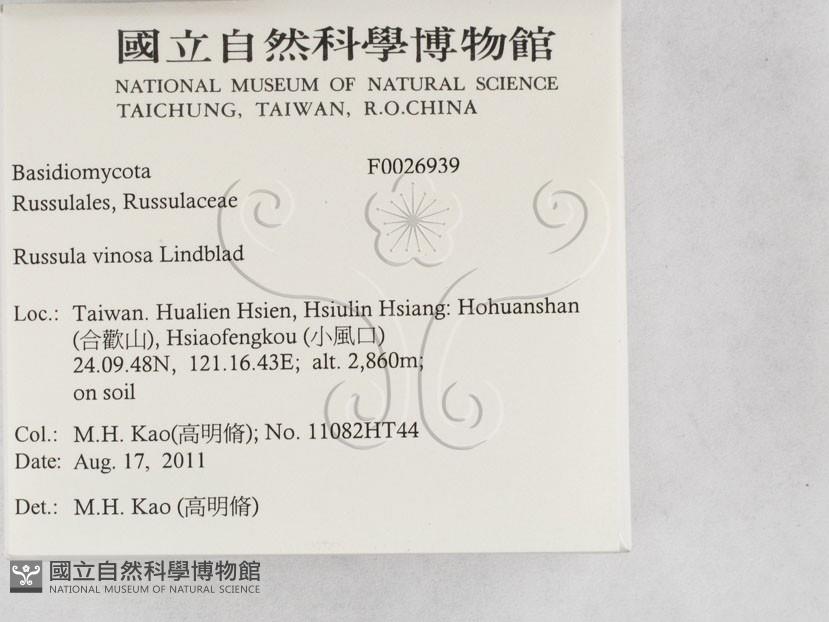 國立自然科學博物館
NATIONAL MUSEUM OF NATURAL SCIENCE
TAICHUNG, TAIWAN, R.O.CHINA
Basidiomycota F0026939
Russulales, Russulaceae
Russula vinosa Lindblad
Loc.: Taiwan. Hualien Hsien, Hsiulin Hsiang: Hohuanshan
(合歡山), Hsiaofengkou (小風口)
24.09.48N, 121.16.43E; alt. 2,860m;
on soil
Col.: M.H. Kao(高明脩); No. 11082HT44
Date: Aug. 17, 2011
Det.: M.H. Kao (高明脩)
國立自然科學博物館
NATIONAL MUSEUM OF NATURAL SCIENCE